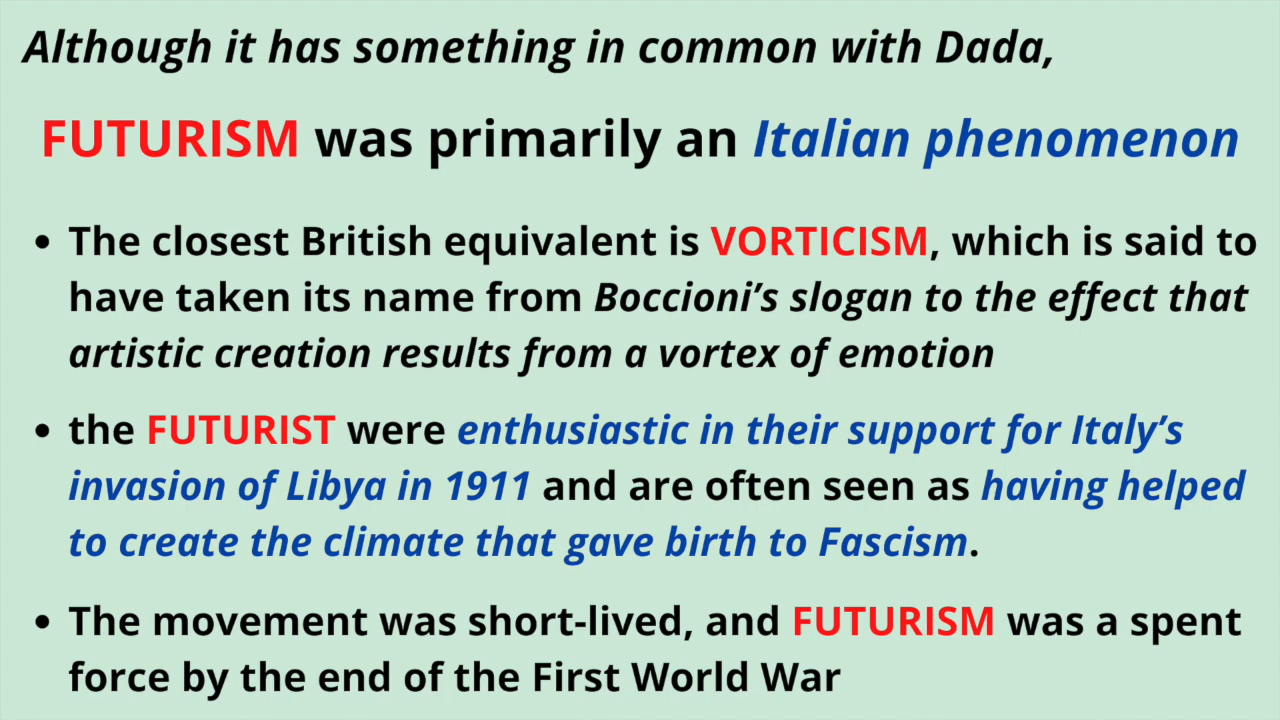 Although it has something in common with Dada,
FUTURISM was primarily an Italian phenomenon
• The closest British equivalent is VORTICISM, which is said to
have taken its name from Boccioni’s slogan to the effect that
artistic creation results from a vortex of emotion
• the FUTURIST were enthusiastic in their support for Italy’s
invasion of Libya in 1911 and are often seen as having helped
to create the climate that gave birth to Fascism.
• The movement was short-lived, and FUTURISM was a spent
force by the end of the First World War